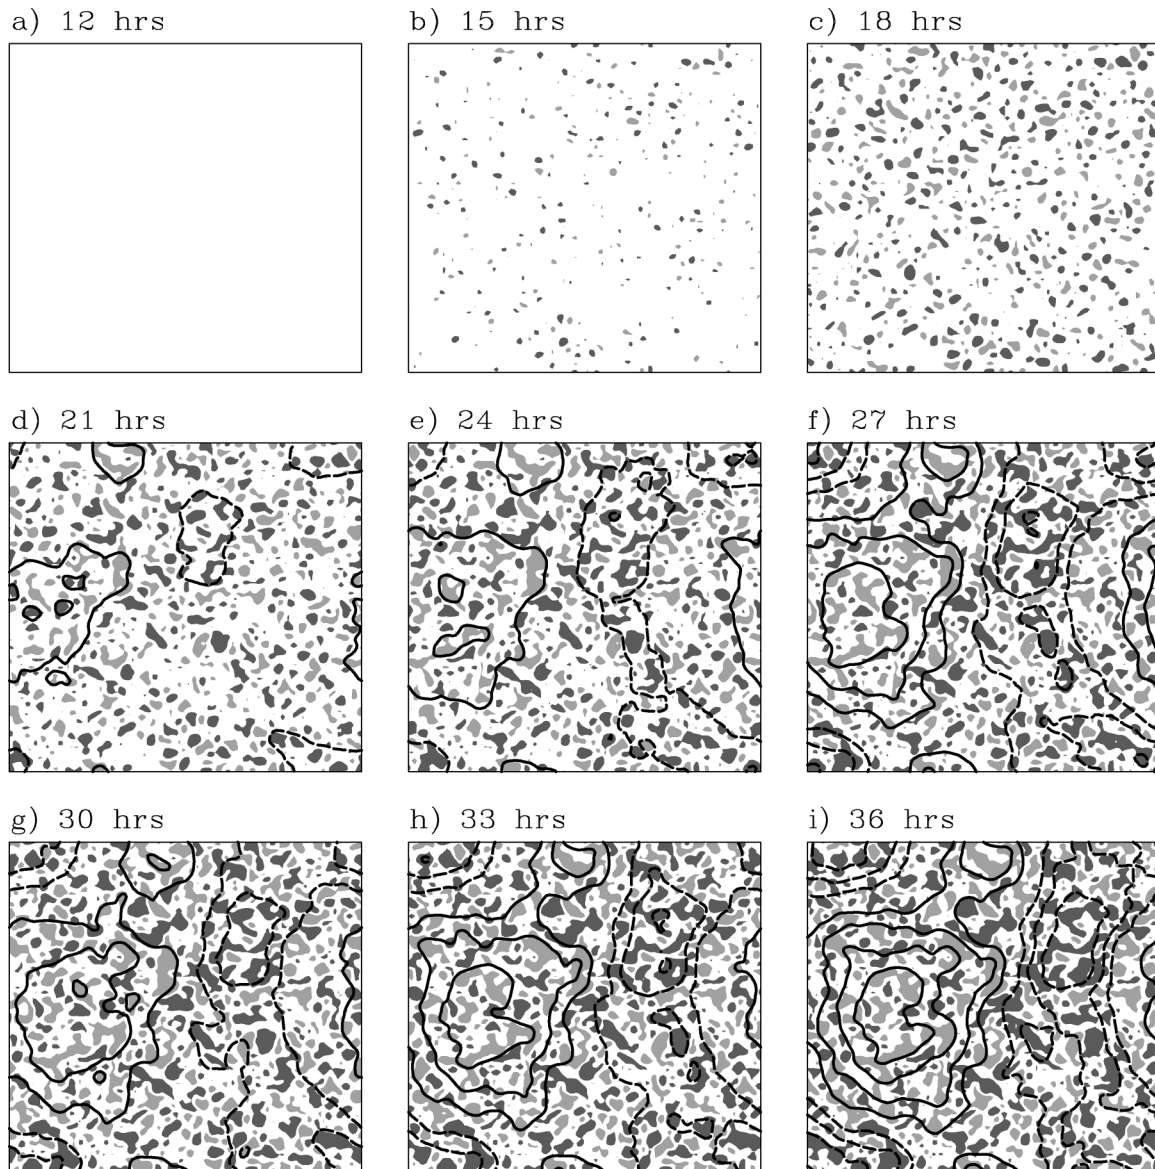 a) 12 hrs
b) 15 hrs
c) 18 hrs
d) 21 hrs
e) 24 hrs
f) 27 hrs
g) 30 hrs
h) 33 hrs
i) 36 hrs